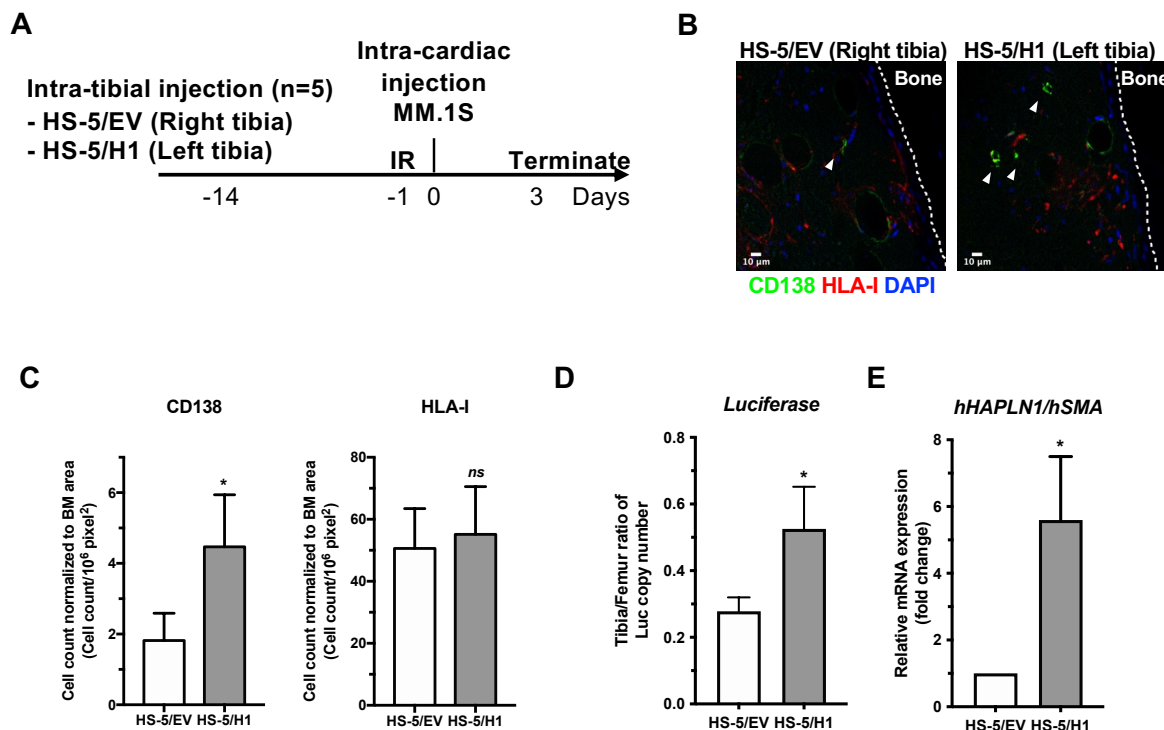 A
Intra-tibial injection (n=5)
- HS-5/EV (Right tibia)
- HS-5/H1 (Left tibia)
Intra-cardiac
injection
MM.1S
IR
Terminate
-14
-1
0
3
Days
B
HS-5/EV (Right tibia)
HS-5/H1 (Left tibia)
Bone
Bone
10 µm
10 µm
CD138 HLA-I DAPI
C
CD138
Cell count normalized to BM area
(Cell count/10⁶ pixel²)
6
4
2
0
*
HS-5/EV HS-5/H1
HLA-I
Cell count normalized to BM area
(Cell count/10⁶ pixel²)
80
60
40
20
0
ns
HS-5/EV HS-5/H1
D
Luciferase
Tibia/Femur ratio of
Luc copy number
0.8
0.6
0.4
0.2
0.0
*
HS-5/EV HS-5/H1
E
hHAPLN1/hSMA
Relative mRNA expression
(fold change)
8
6
4
2
0
*
HS-5/EV HS-5/H1